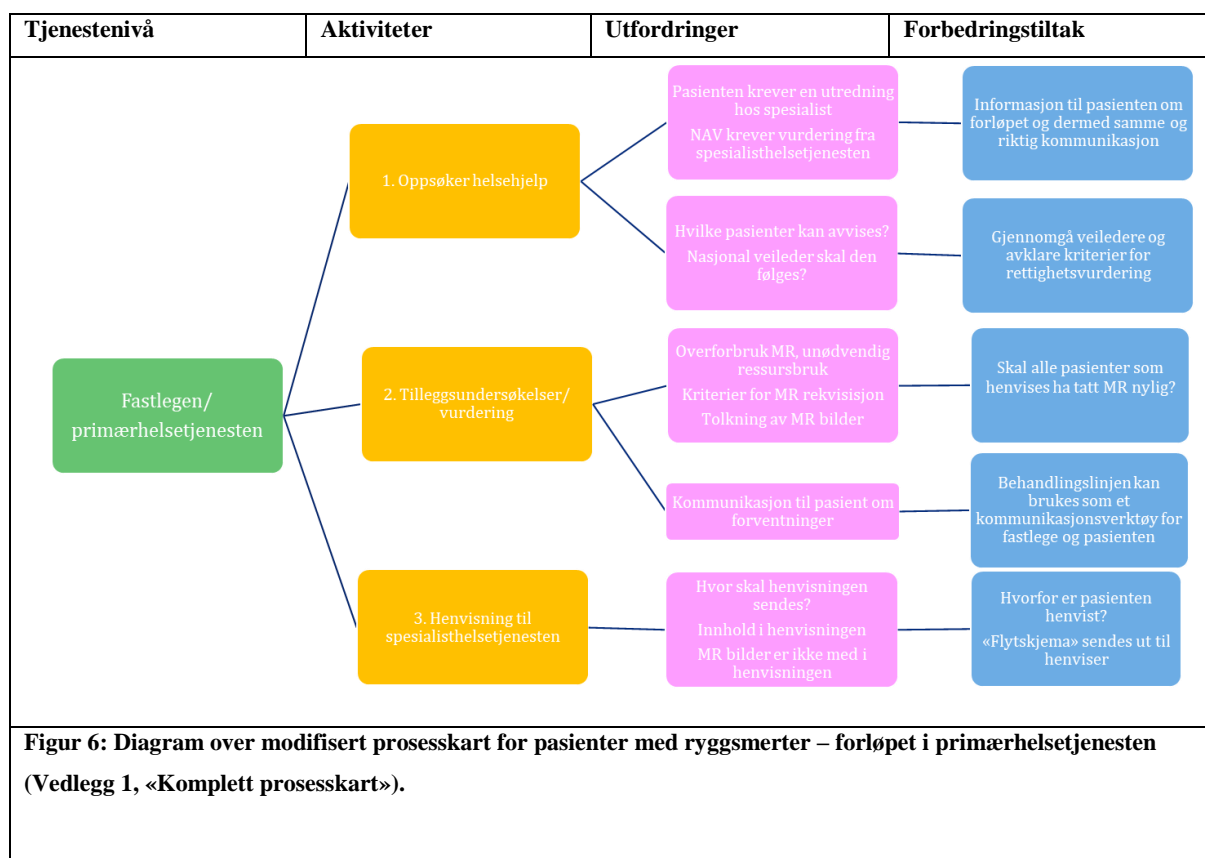 Tjenestenivå
Aktiviteter
Utfordringer
Forbedringstiltak
Fastlegen/
primærhelsetjenesten
1. Oppsøker helsehjelp
Pasienten krever en utredning
hos spesialist
NAV krever vurdering fra
spesialisthelsetjenesten
Informasjon til pasienten om
forløpet og dermed samme og
riktig kommunikasjon
Hvilke pasienter kan avvises?
Nasjonal veileder skal den
følges?
Gjennomgå veiledere og
avklare kriterier for
rettighetsvurdering
2. Tilleggsundersøkelser/
vurdering
Overforbruk MR, unødvendig
ressursbruk
Kriterier for MR rekvisisjon
Tolkning av MR bilder
Skal alle pasienter som
henvises ha tatt MR nylig?
Kommunikasjon til pasient om
forventninger
Behandlingslinjen kan
brukes som et
kommunikasjonsverktøy for
fastlege og pasienten
3. Henvisning til
spesialisthelsetjenesten
Hvor skal henvisningen
sendes?
Innhold i henvisningen
MR bilder er ikke med i
henvisningen
Hvorfor er pasienten
henvist?
«Flytskjema» sendes ut til
henviser
Figur 6: Diagram over modifisert prosesskart for pasienter med ryggsmerter – forløpet i primærhelsetjenesten
(Vedlegg 1, «Komplett prosesskart»).